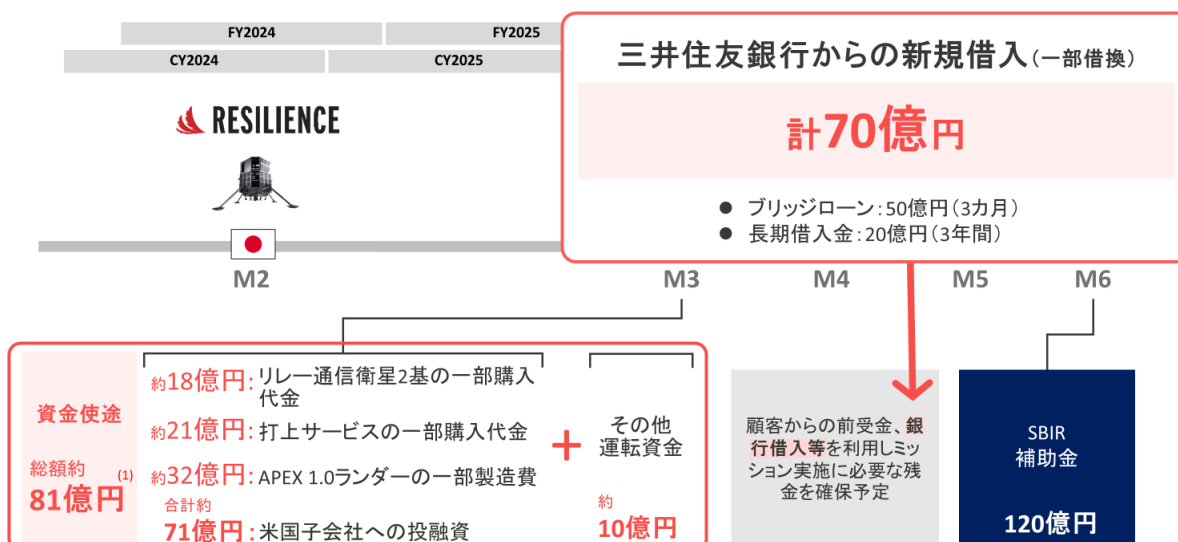 FY2024
FY2025
CY2024
CY2025
RESILIENCE
三井住友銀行からの新規借入(一部借換)
計70億円
● ブリッジローン:50億円(3カ月)
● 長期借入金:20億円(3年間)
M2
M3
M4
M5
M6
資金使途
総額約
81億円(1)
約18億円:リレー通信衛星2基の一部購入
代金
約21億円:打上サービスの一部購入代金
約32億円:APEX 1.0ランダーの一部製造費
合計約
71億円:米国子会社への投融資
+
その他
運転資金
約
10億円
顧客からの前受金、銀
行借入等を利用しミッ
ション実施に必要な残
金を確保予定
SBIR
補助金
120億円